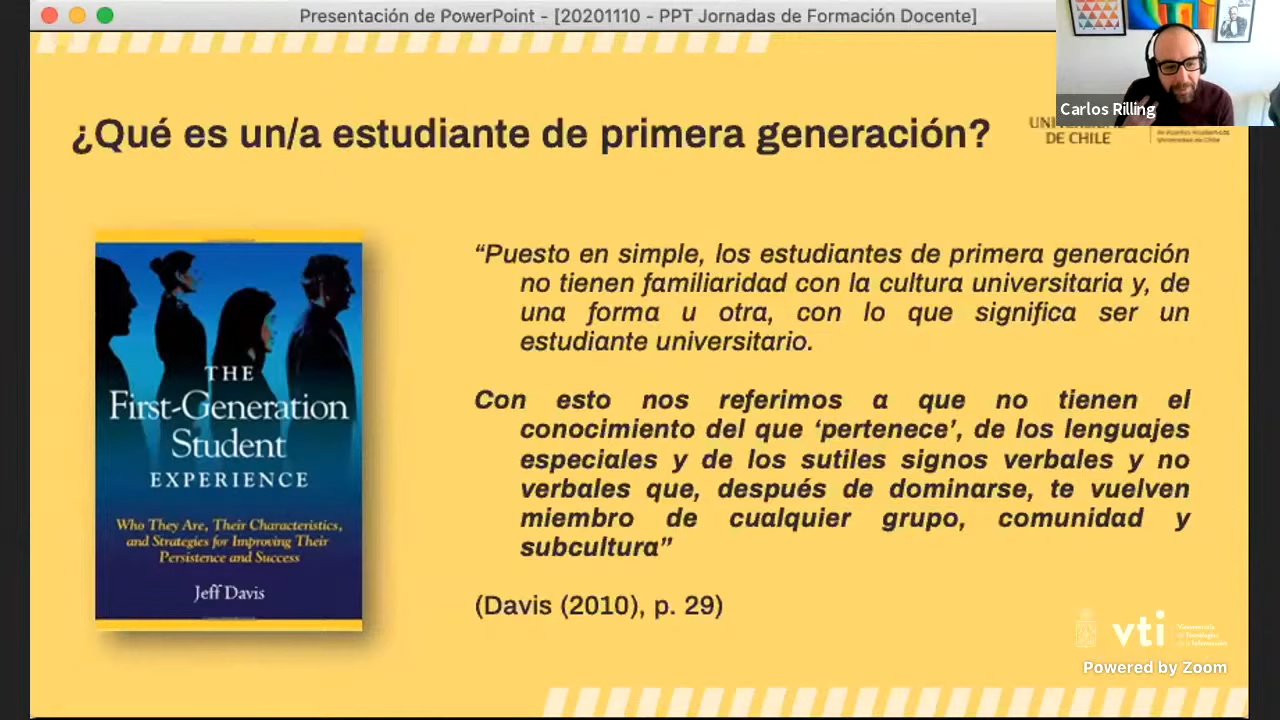 Presentación de PowerPoint - [20201110 - PPT Jornadas de Formación Docente]
Carlos Rilling
¿Qué es un/a estudiante de primera generación?
DE CHILE
THE
First-Generation
Student
EXPERIENCE
Who They Are, Their Characteristics,
and Strategies for Improving Their
Persistence and Success
Jeff Davis
“Puesto en simple, los estudiantes de primera generación
no tienen familiaridad con la cultura universitaria y, de
una forma u otra, con lo que significa ser un
estudiante universitario.
Con esto nos referimos a que no tienen el
conocimiento del que ‘pertenece’, de los lenguajes
especiales y de los sutiles signos verbales y no
verbales que, después de dominarse, te vuelven
miembro de cualquier grupo, comunidad y
subcultura”
(Davis (2010), p. 29)
vti
Powered by Zoom